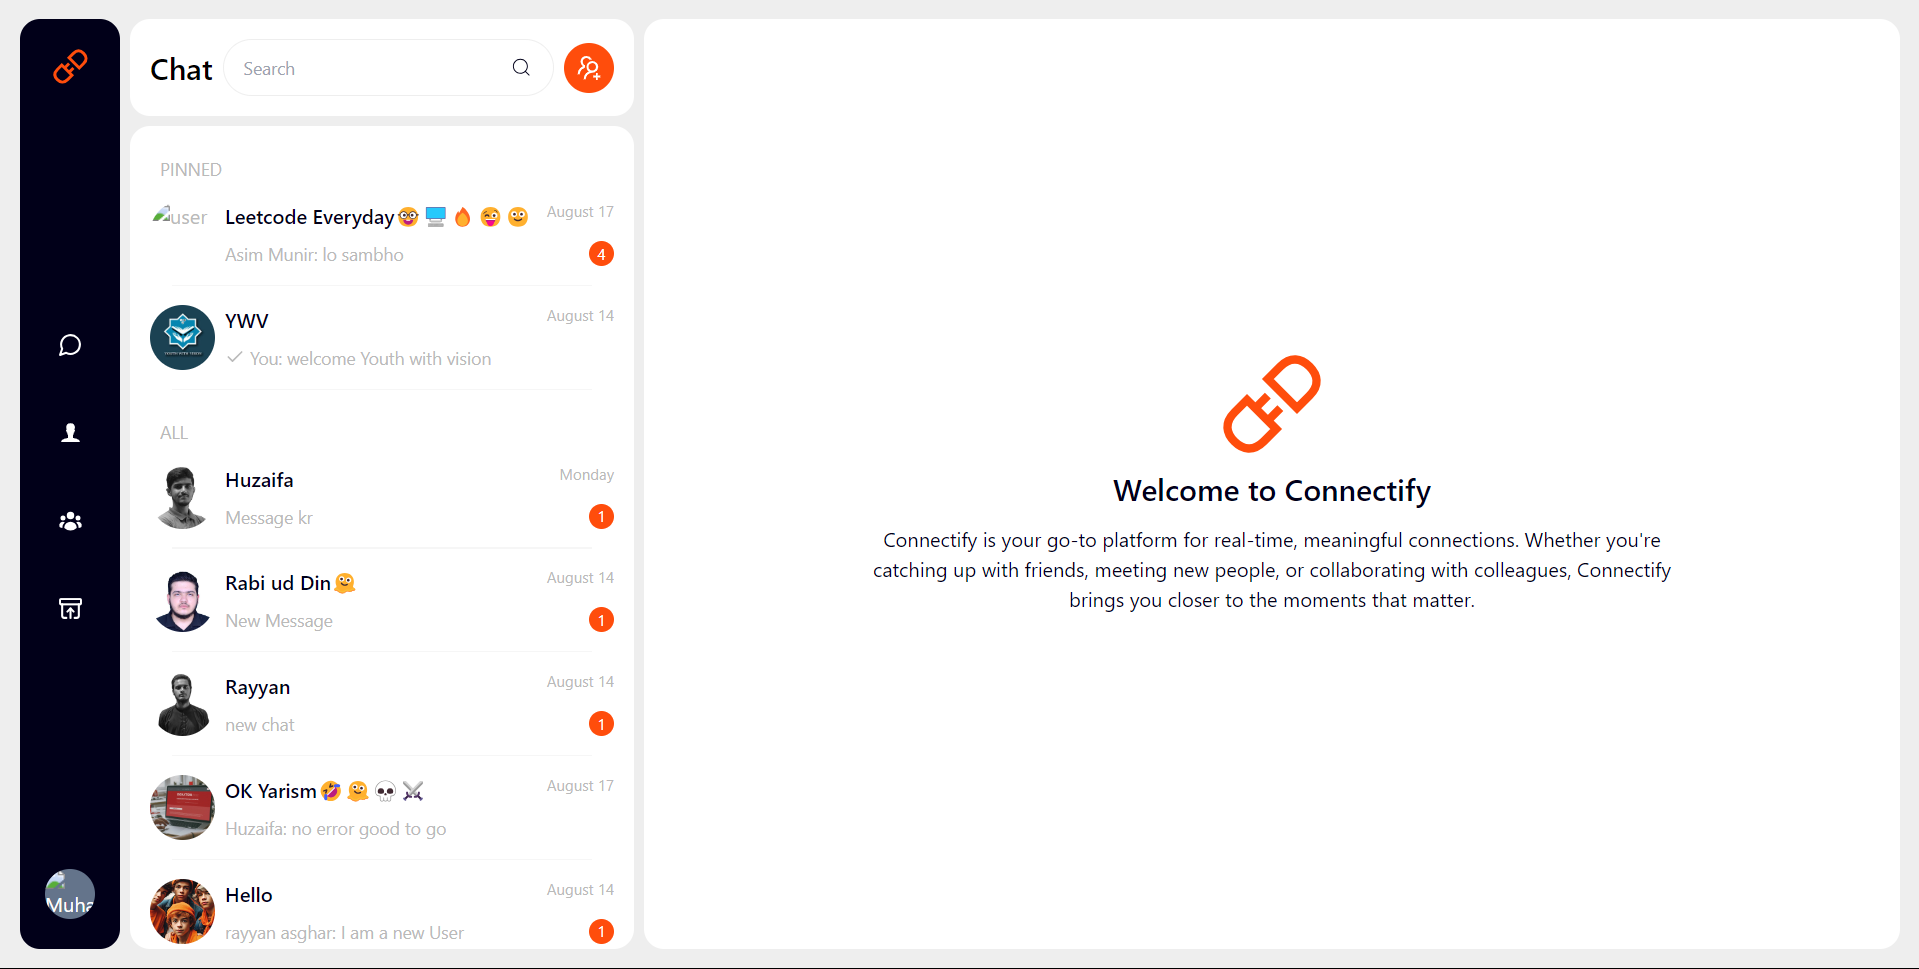 Chat
Search
PINNED
user
Leetcode Everyday🤓 🖥️ 🔥 😜 🙂
August 17
Asim Munir: lo sambho
4
YWV
August 14
You: welcome Youth with vision
YOUTH WITH VISION
ALL
Huzaifa
Monday
Message kr
1
Rabi ud Din🫠
August 14
New Message
1
Rayyan
August 14
new chat
1
OK Yarism🤣 🫠 💀 ⚔️
August 17
Huzaifa: no error good to go
Hello
August 14
rayyan asghar: I am a new User
1
Muha
Welcome to Connectify
Connectify is your go-to platform for real-time, meaningful connections. Whether you're
catching up with friends, meeting new people, or collaborating with colleagues, Connectify
brings you closer to the moments that matter.